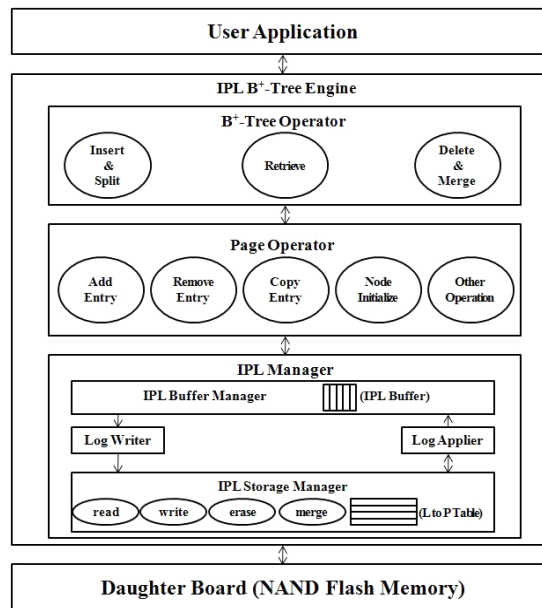 User Application
IPL B+-Tree Engine
B+-Tree Operator
Insert
&
Split
Retrieve
Delete
&
Merge
Page Operator
Add
Entry
Remove
Entry
Copy
Entry
Node
Initialize
Other
Operation
IPL Manager
IPL Buffer Manager (IPL Buffer)
Log Writer Log Applier
IPL Storage Manager
read write erase merge (L to P Table)
Daughter Board (NAND Flash Memory)